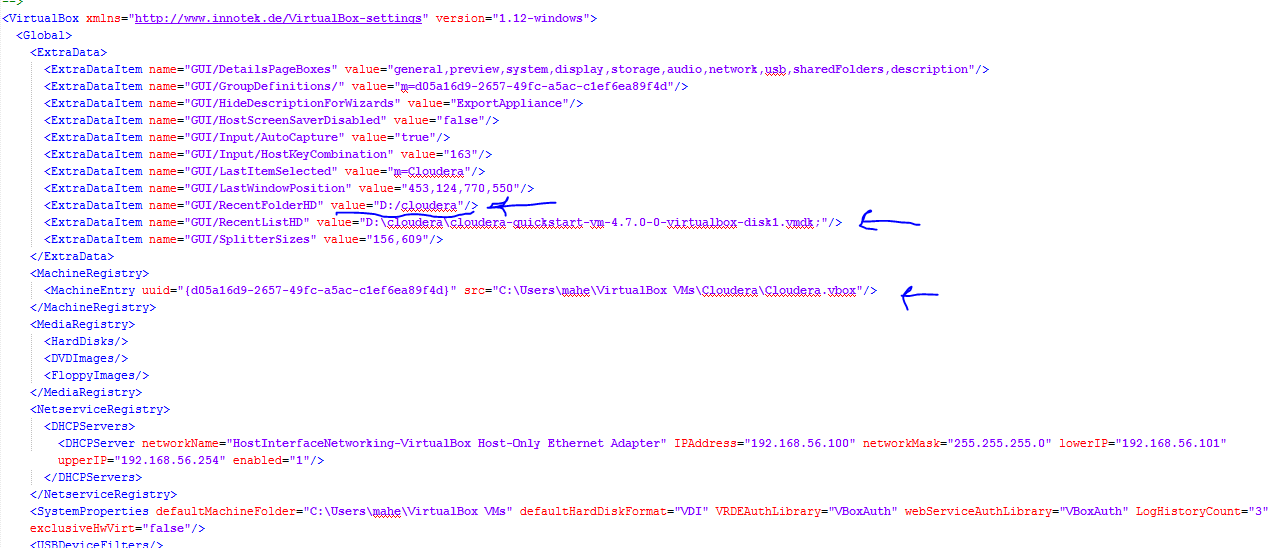 -->
<VirtualBox xmlns="http://www.innotek.de/VirtualBox-settings" version="1.12-windows">
<Global>
<ExtraData>
<ExtraDataItem name="GUI/DetailsPageBoxes" value="general,preview,system,display,storage,audio,network,usb,sharedFolders,description"/>
<ExtraDataItem name="GUI/GroupDefinitions/" value="m=d05a16d9-2657-49fc-a5ac-c1ef6ea89f4d"/>
<ExtraDataItem name="GUI/HideDescriptionForWizards" value="ExportAppliance"/>
<ExtraDataItem name="GUI/HostScreenSaverDisabled" value="false"/>
<ExtraDataItem name="GUI/Input/AutoCapture" value="true"/>
<ExtraDataItem name="GUI/Input/HostKeyCombination" value="163"/>
<ExtraDataItem name="GUI/LastItemSelected" value="m=Cloudera"/>
<ExtraDataItem name="GUI/LastWindowPosition" value="453,124,770,550"/>
<ExtraDataItem name="GUI/RecentFolderHD" value="D:/cloudera"/>
<ExtraDataItem name="GUI/RecentListHD" value="D:\cloudera\cloudera-quickstart-vm-4.7.0-0-virtualbox-disk1.vmdk;"/>
<ExtraDataItem name="GUI/SplitterSizes" value="156,609"/>
</ExtraData>
<MachineRegistry>
<MachineEntry uuid="{d05a16d9-2657-49fc-a5ac-c1ef6ea89f4d}" src="C:\Users\mahe\VirtualBox VMs\Cloudera\Cloudera.vbox"/>
</MachineRegistry>
<MediaRegistry>
<HardDisks/>
<DVDImages/>
<FloppyImages/>
</MediaRegistry>
<NetserviceRegistry>
<DHCPServers>
<DHCPServer networkName="HostInterfaceNetworking-VirtualBox Host-Only Ethernet Adapter" IPAddress="192.168.56.100" networkMask="255.255.255.0" lowerIP="192.168.56.101"
upperIP="192.168.56.254" enabled="1"/>
</DHCPServers>
</NetserviceRegistry>
<SystemProperties defaultMachineFolder="C:\Users\mahe\VirtualBox VMs" defaultHardDiskFormat="VDI" VRDEAuthLibrary="VBoxAuth" webServiceAuthLibrary="VBoxAuth" LogHistoryCount="3"
exclusiveHwVirt="false"/>
<USBDeviceFilters/>